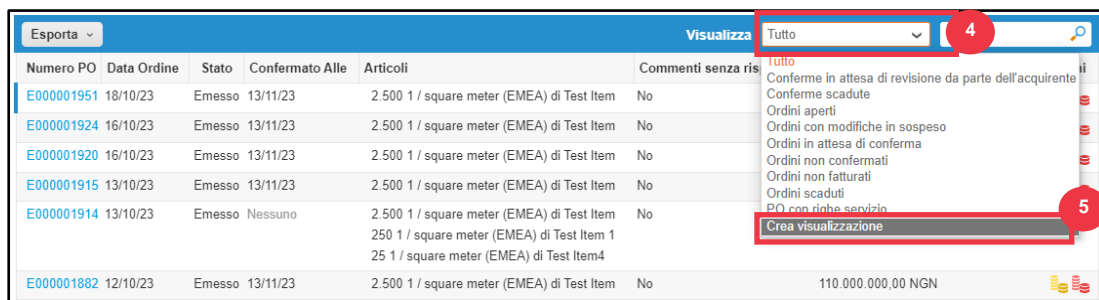 Esporta
Visualizza Tutto 4
Numero PO Data Ordine Stato Confermato Alle Articoli Commenti senza
Tutto
Conferme in attesa di revisione da parte dell'acquirente
Conferme scadute
Ordini aperti
Ordini con modifiche in sospeso
Ordini in attesa di conferma
Ordini non confermati
Ordini non fatturati
Ordini scaduti
PO con righe servizio
Crea visualizzazione 5
E000001951 18/10/23 Emesso 13/11/23 2.500 1 / square meter (EMEA) di Test Item No
E000001924 16/10/23 Emesso 13/11/23 2.500 1 / square meter (EMEA) di Test Item No
E000001920 16/10/23 Emesso 13/11/23 2.500 1 / square meter (EMEA) di Test Item No
E000001915 13/10/23 Emesso 13/11/23 2.500 1 / square meter (EMEA) di Test Item No
E000001914 13/10/23 Emesso Nessuno 2.500 1 / square meter (EMEA) di Test Item No
250 1 / square meter (EMEA) di Test Item 1
25 1 / square meter (EMEA) di Test Item4
E000001882 12/10/23 Emesso 13/11/23 2.500 1 / square meter (EMEA) di Test Item No 110.000.000,00 NGN